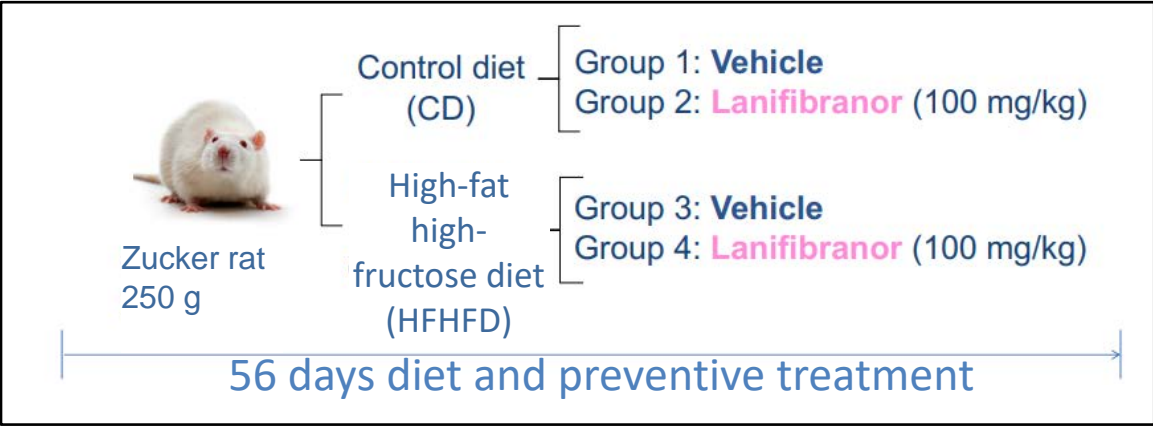 Control diet
(CD)
Group 1: Vehicle
Group 2: Lanifibranor (100 mg/kg)
High-fat
high-
fructose diet
(HFHFD)
Group 3: Vehicle
Group 4: Lanifibranor (100 mg/kg)
Zucker rat
250 g
56 days diet and preventive treatment